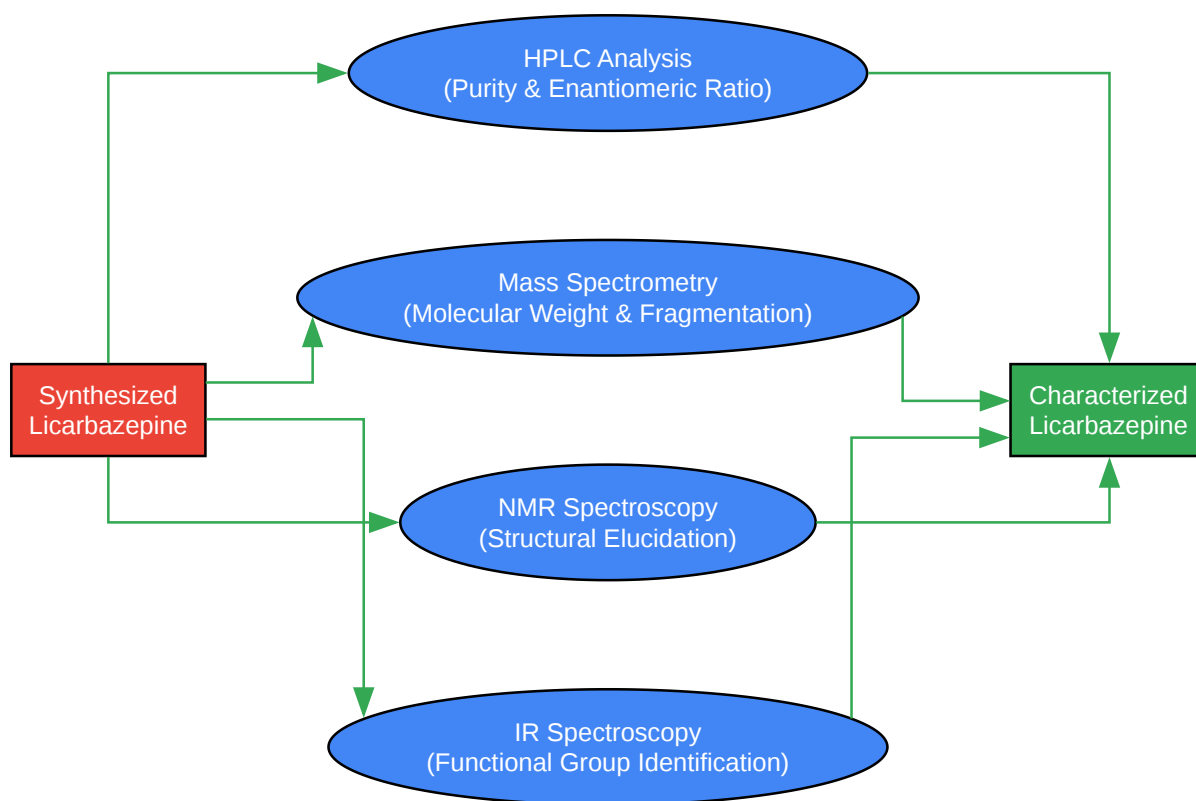 HPLC Analysis
(Purity & Enantiomeric Ratio)
Mass Spectrometry
(Molecular Weight & Fragmentation)
Synthesized
Licarbazepine
Characterized
Licarbazepine
NMR Spectroscopy
(Structural Elucidation)
IR Spectroscopy
(Functional Group Identification)